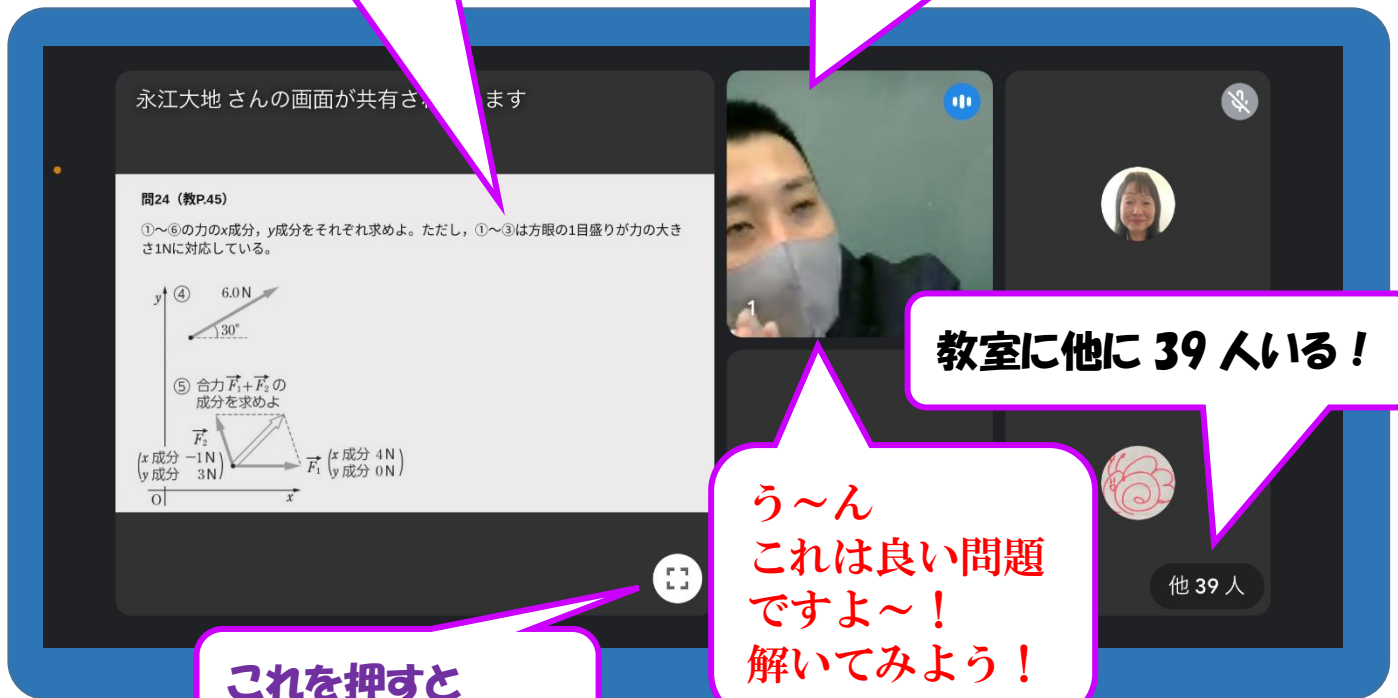 永江大地 さんの画面が共有さ
ます
問24（教P.45）
①～⑥の力のx成分，y成分をそれぞれ求めよ。ただし，①～③は方眼の1目盛りが力の大き
さ1Nに対応している。
y
④
6.0N
30°
⑤ 合力 F₁+F₂ の
成分を求めよ
F₂
(x成分 −1N
y成分 3N)
F₁ (x成分 4N
y成分 0N)
O
x
1
教室に他に 39 人いる！
う～ん
これは良い問題
ですよ～！
解いてみよう！
他 39 人
これを押すと